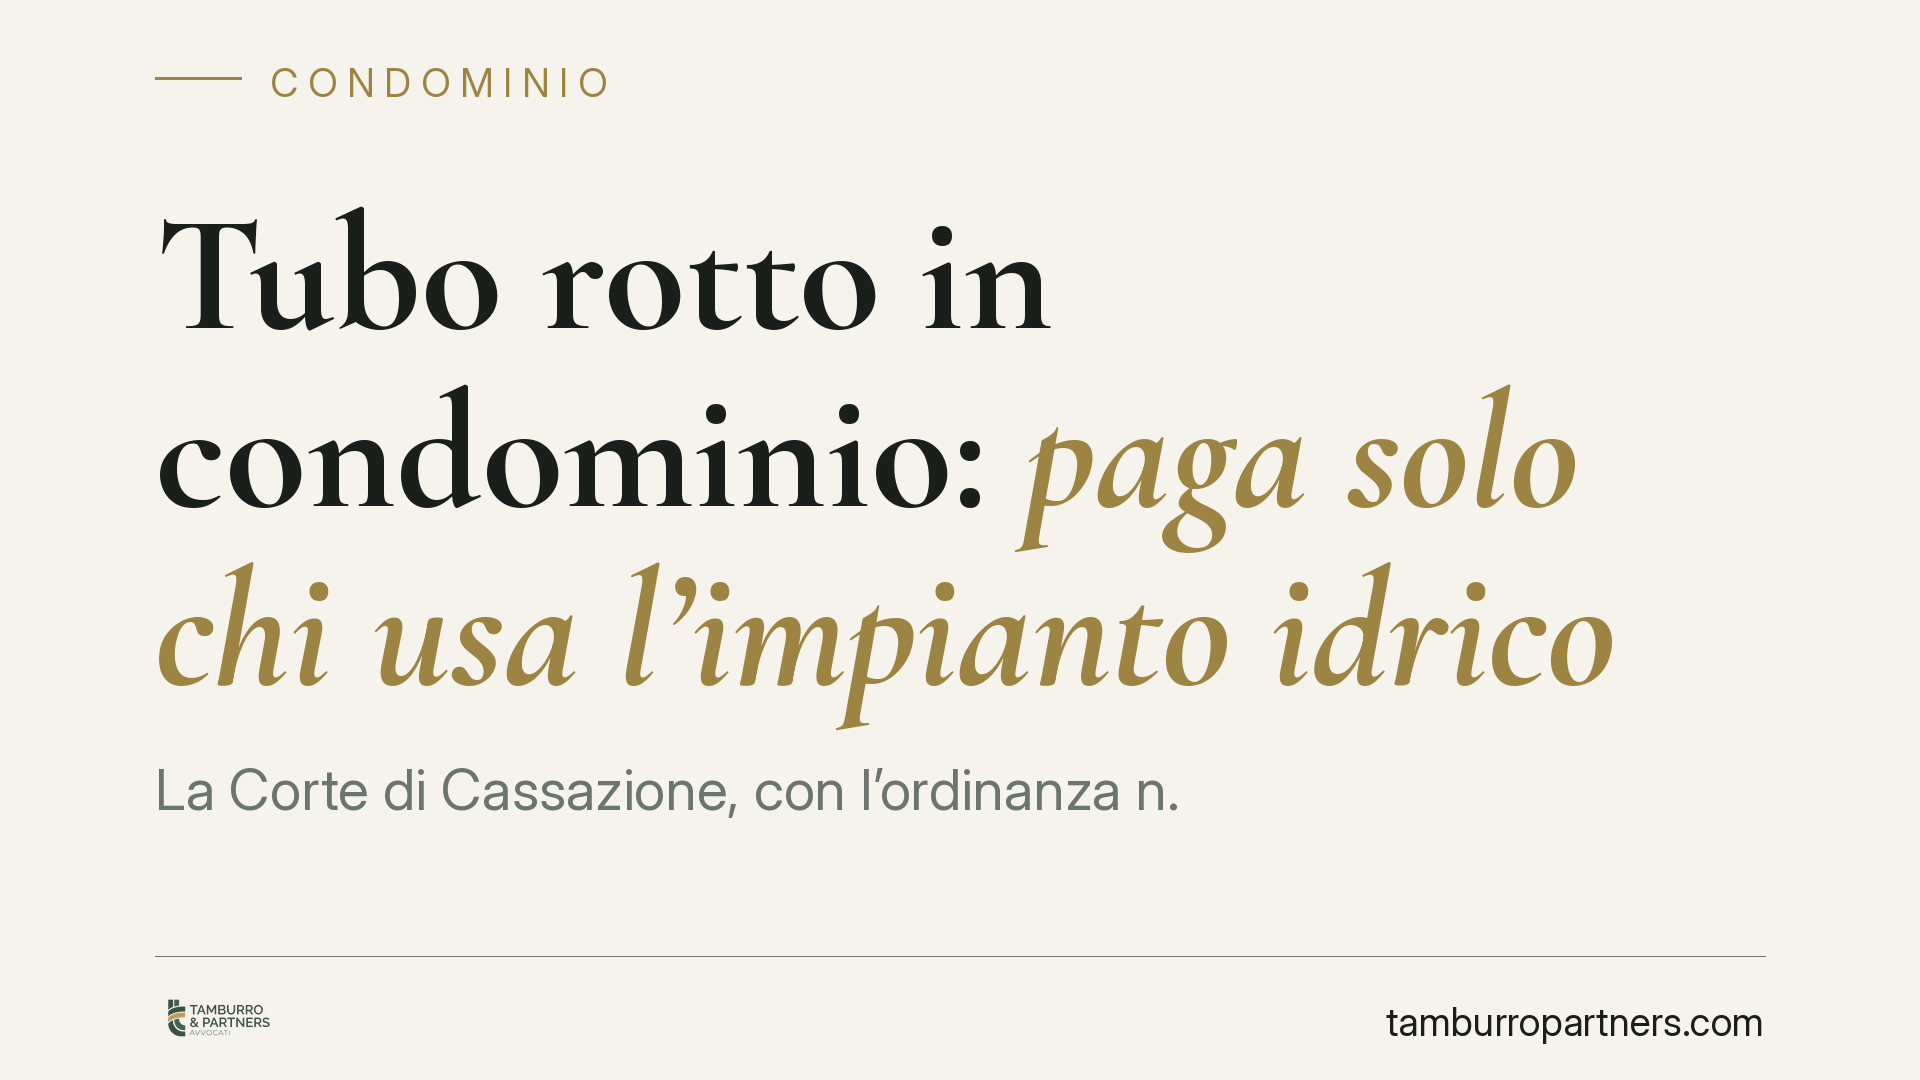 CONDOMINIO
Tubo rotto in
condominio: paga solo
chi usa l’impianto idrico
La Corte di Cassazione, con l’ordinanza n.
TAMBURRO
& PARTNERS
AVVOCATI
tamburropartners.com